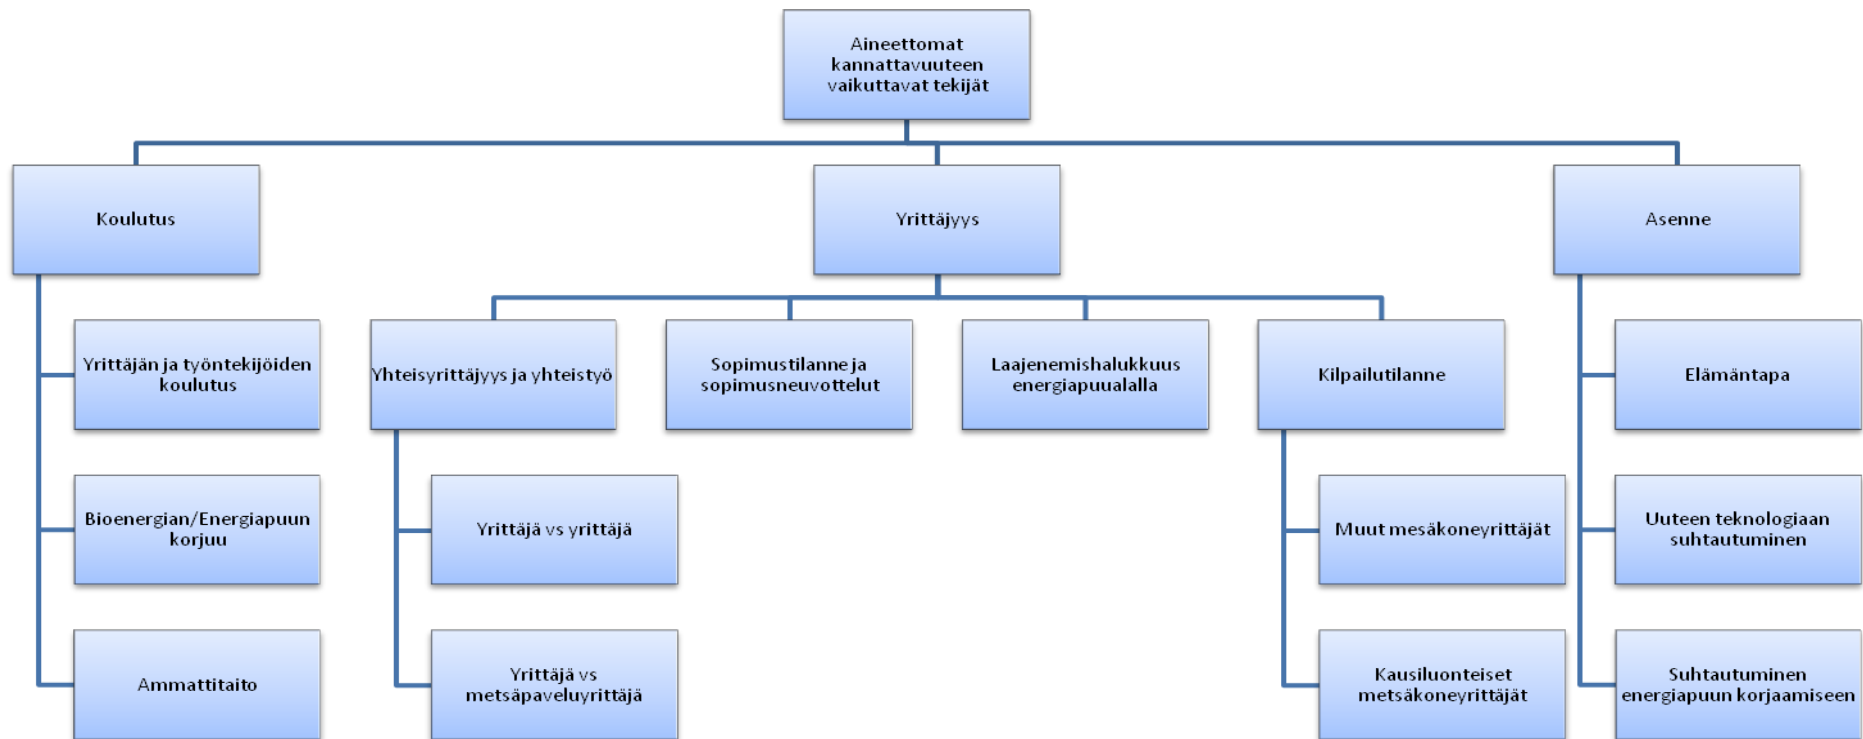 Aineettomat
kannattavuuteen
vaikuttavat tekijät
Koulutus
Yrittäjyys
Asenne
Yrittäjän ja työntekijöiden
koulutus
Yhteisyrittäjyys ja yhteistyö
Sopimustilanne ja
sopimusneuvottelut
Laajenemishalukkuus
energiapuualalla
Kilpailutilanne
Elämäntapa
Bioenergian/Energiapuun
korjuu
Yrittäjä vs yrittäjä
Muut mesäkoneyrittäjät
Uuteen teknologiaan
suhtautuminen
Ammattitaito
Yrittäjä vs
metsäpaveluyrittäjä
Kausiluonteiset
metsäkoneyrittäjät
Suhtautuminen
energiapuun korjaamiseen